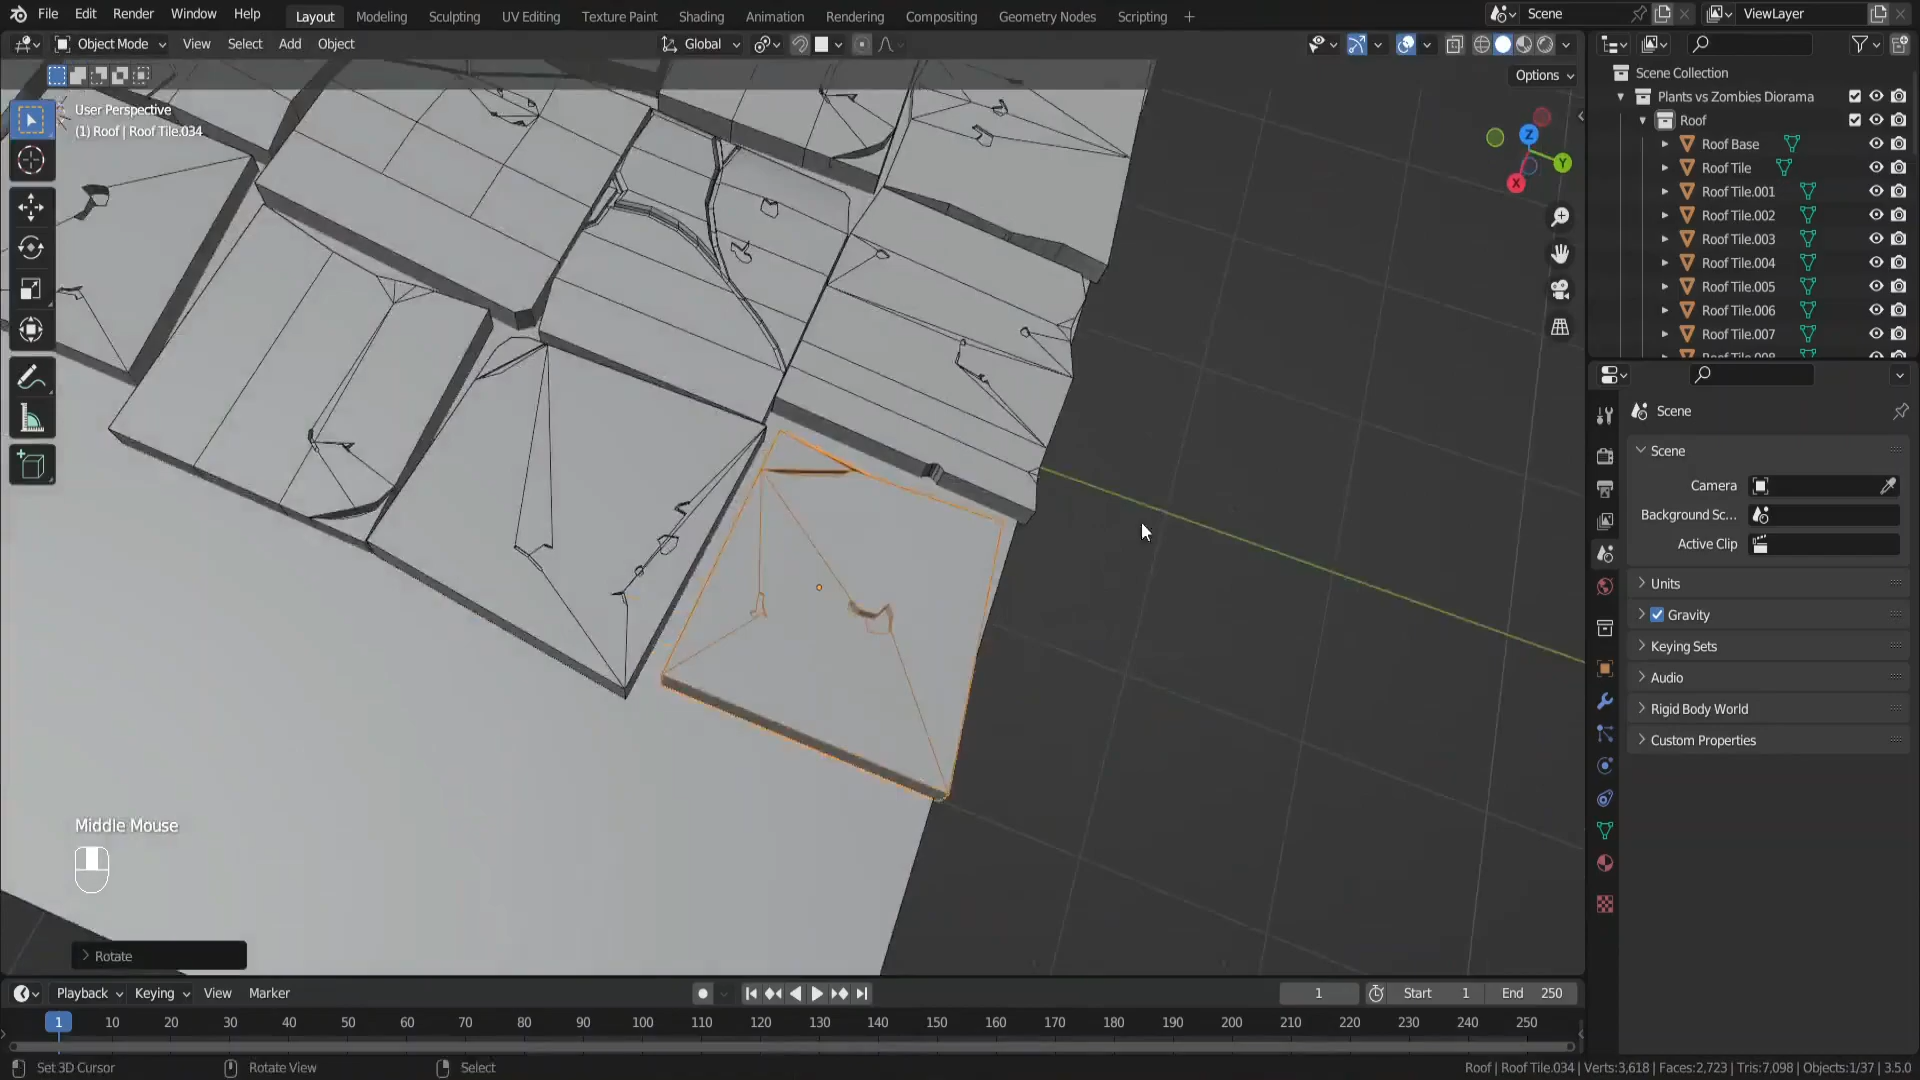 File Edit Render Window Help Layout Modeling Sculpting UV Editing Texture Paint Shading Animation Rendering Compositing Geometry Nodes Scripting + Scene ViewLayer
Object Mode View Select Add Object Global
Options
User Perspective
(1) Roof | Roof Tile.034
Z
Y
X
Scene Collection
Plants vs Zombies Diorama
Roof
Roof Base
Roof Tile
Roof Tile.001
Roof Tile.002
Roof Tile.003
Roof Tile.004
Roof Tile.005
Roof Tile.006
Roof Tile.007
Roof Tile.008
Scene
Scene
Camera
Background Sc...
Active Clip
Units
Gravity
Keying Sets
Audio
Rigid Body World
Custom Properties
Middle Mouse
Rotate
Playback Keying View Marker 1 Start 1 End 250
1 10 20 30 40 50 60 70 80 90 100 110 120 130 140 150 160 170 180 190 200 210 220 230 240 250
Set 3D Cursor Rotate View Select Roof | Roof Tile.034 | Verts:3,618 | Faces:2,723 | Tris:7,098 | Objects:1/37 | 3.5.0